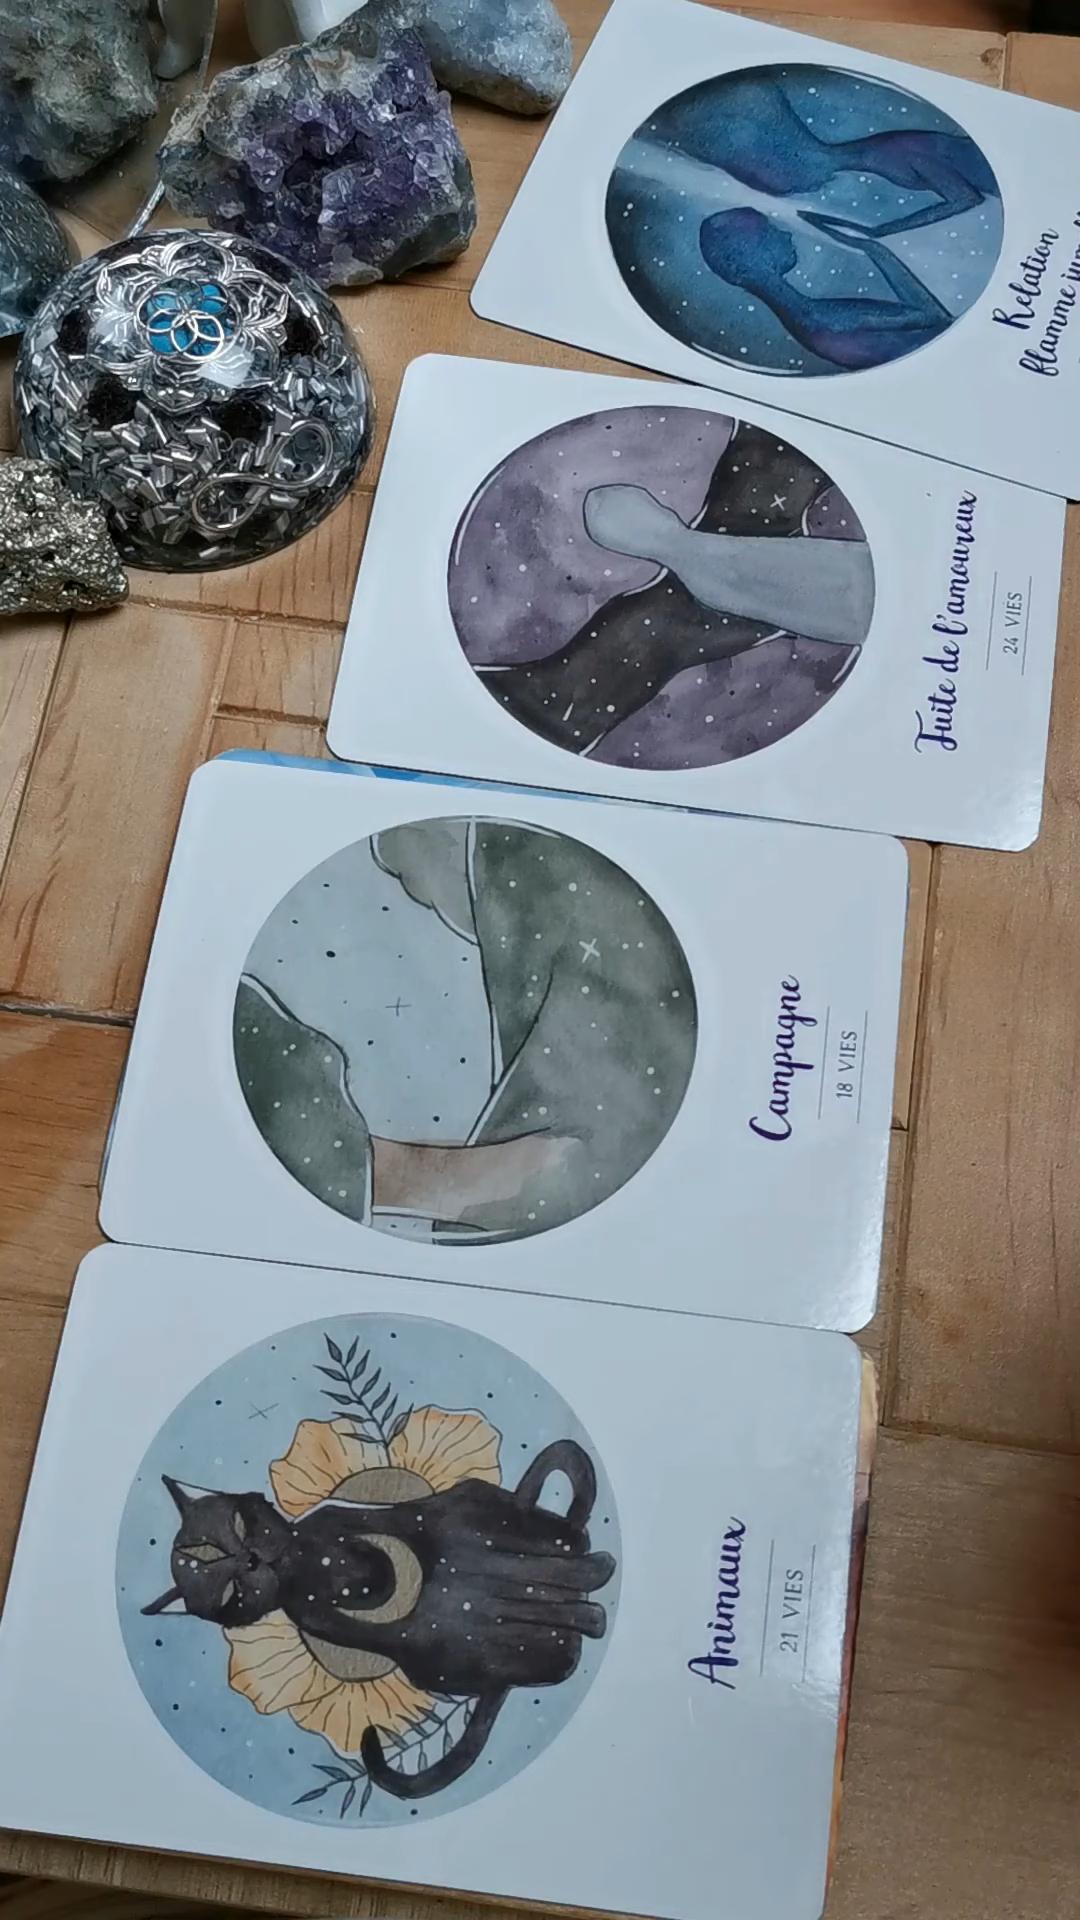 Relation
flamme
Fuite de l'amoureux
24 VIES
Campagne
18 VIES
Animaux
21 VIES